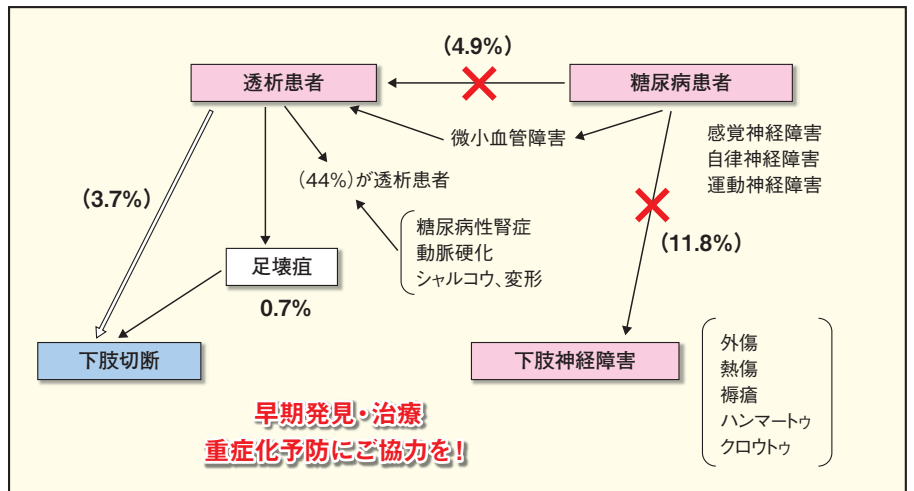 (4.9%)
透析患者
糖尿病患者
微小血管障害
感覚神経障害
自律神経障害
運動神経障害
(44%)が透析患者
(3.7%)
糖尿病性腎症
動脈硬化
シャルコウ、変形
(11.8%)
足壊疽
0.7%
下肢切断
下肢神経障害
外傷
熱傷
褥瘡
ハンマートゥ
クロウトゥ
早期発見・治療
重症化予防にご協力を!